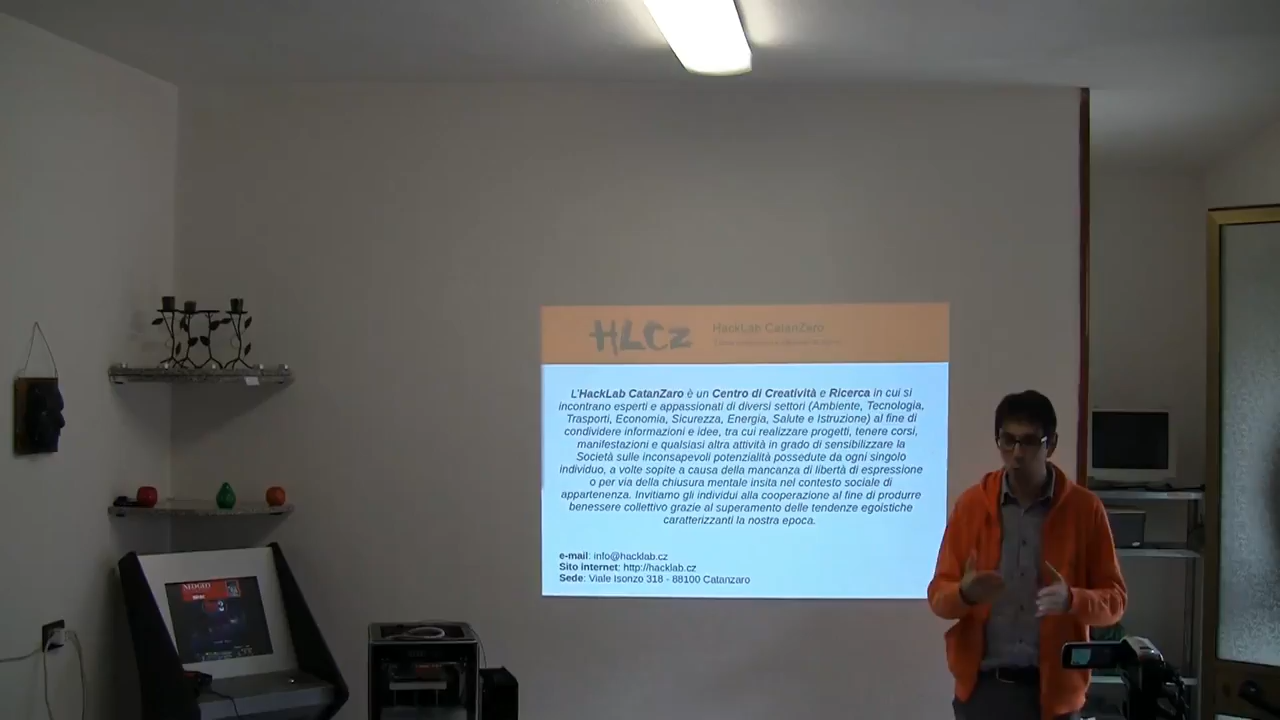 NEOGEO
HLCz
HackLab CatanZaro
L'HackLab CatanZaro è un Centro di Creatività e Ricerca in cui si
incontrano esperti e appassionati di diversi settori (Ambiente, Tecnologia,
Trasporti, Economia, Sicurezza, Energia, Salute e Istruzione) al fine di
condividere informazioni e idee, tra cui realizzare progetti, tenere corsi,
manifestazioni e qualsiasi altra attività in grado di sensibilizzare la
Società sulle inconsapevoli potenzialità possedute da ogni singolo
individuo, a volte sopite a causa della mancanza di libertà di espressione
o per via della chiusura mentale insita nel contesto sociale di
appartenenza. Invitiamo gli individui alla cooperazione al fine di produrre
benessere collettivo grazie al superamento delle tendenze egoistiche
caratterizzanti la nostra epoca.
e-mail: info@hacklab.cz
Sito internet: http://hacklab.cz
Sede: Viale Isonzo 318 - 88100 Catanzaro